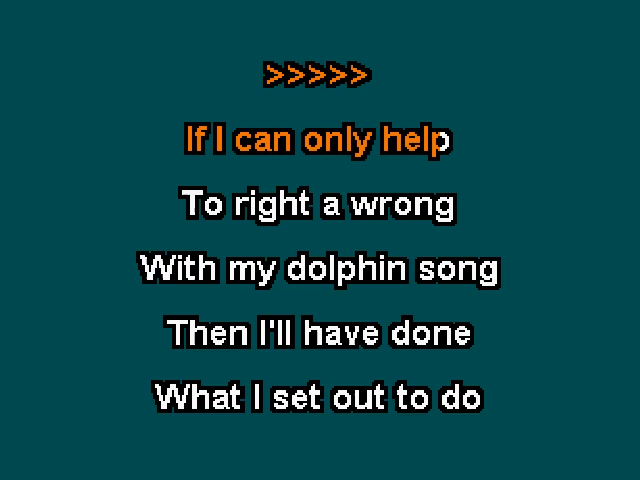 >>>>>
If I can only help
To right a wrong
With my dolphin song
Then I'll have done
What I set out to do